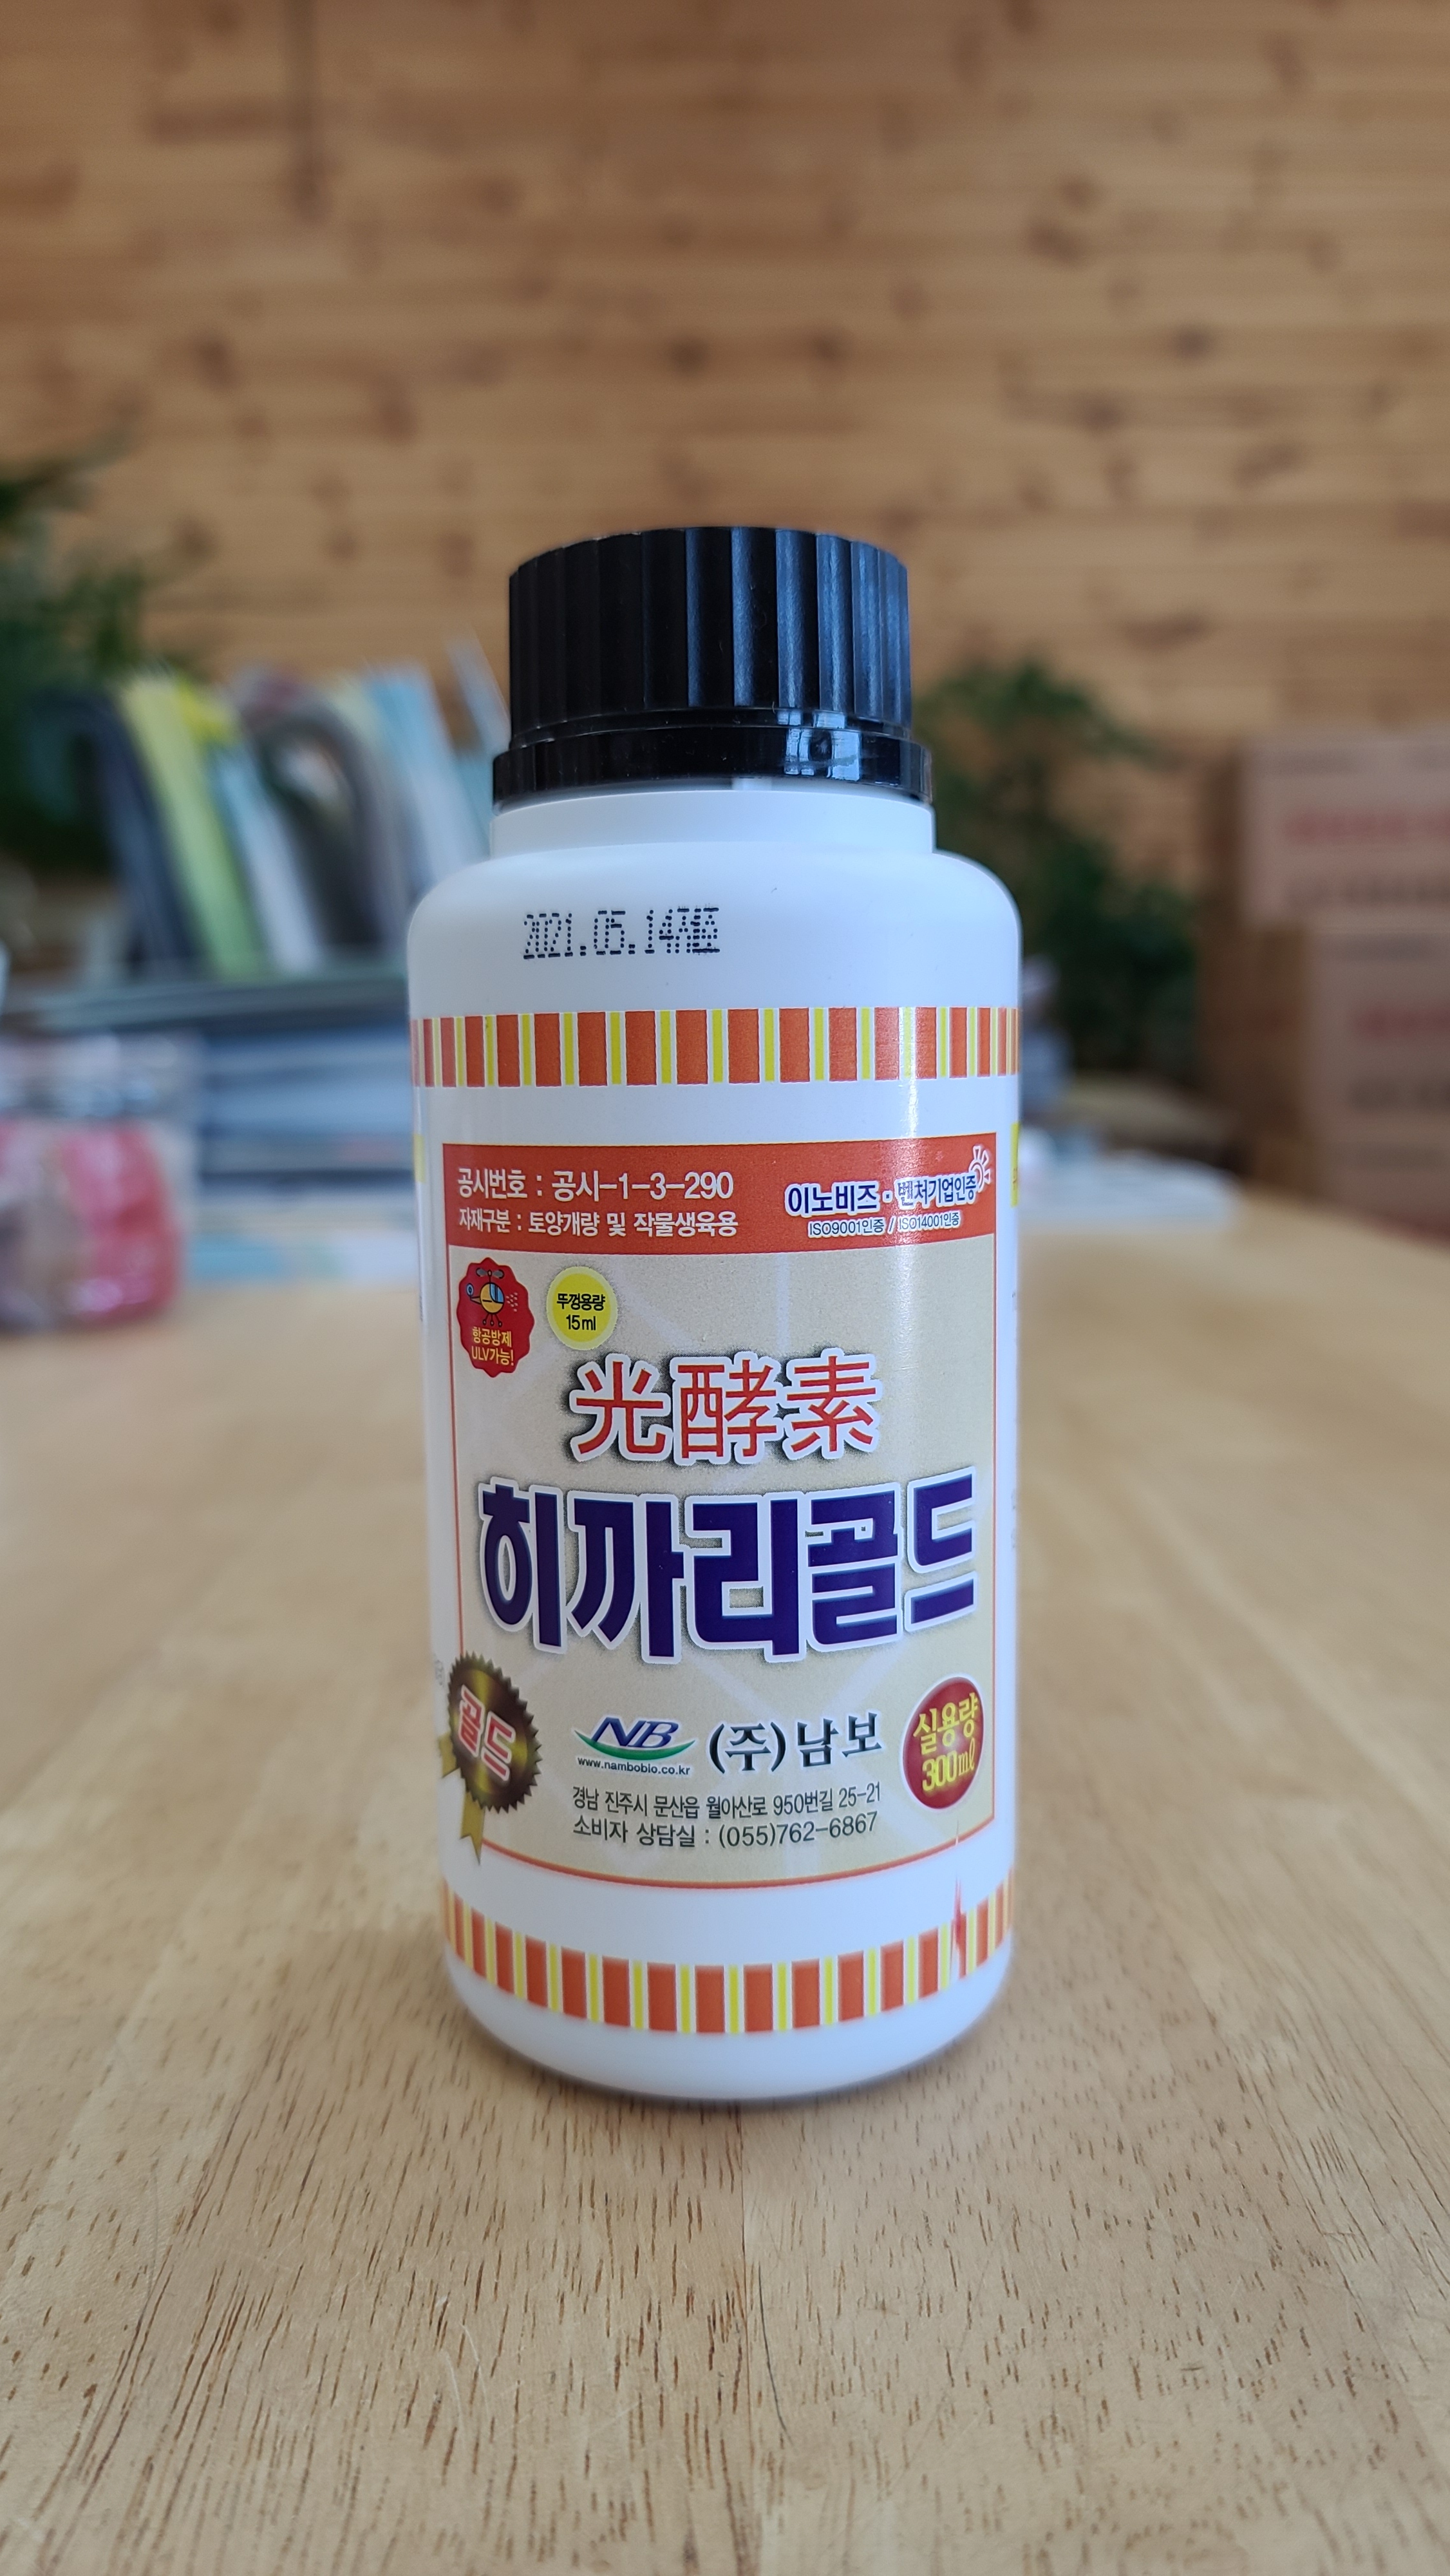 2021.05.14제조
공시번호 : 공시-1-3-290
자재구분 : 토양개량 및 작물생육용
이노비즈 · 벤처기업인증
ISO9001인증 / ISO14001인증
항공방제
ULV가능!
뚜껑용량
15ml
光酵素
히까리골드
골드
NB
www.nambobio.co.kr
(주)남보
실용량
300ml
경남 진주시 문산읍 월아산로 950번길 25-21
소비자 상담실 : (055)762-6867